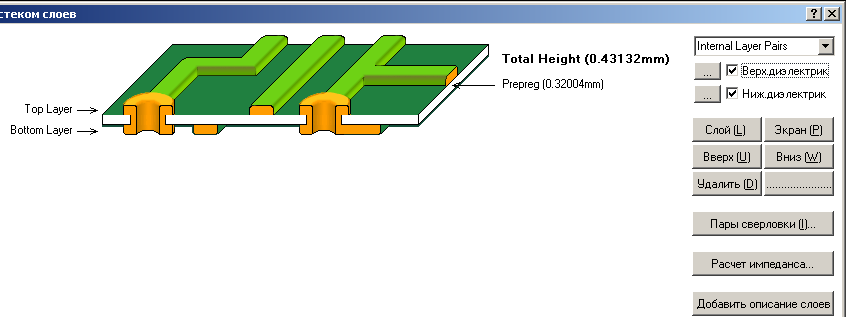 стеком слоев
Total Height (0.43132mm)
Prepreg (0.32004mm)
Top Layer
Bottom Layer
Internal Layer Pairs
... Верх.диэлектрик
... Ниж.диэлектрик
Слой (L) Экран (P)
Вверх (U) Вниз (W)
Удалить (D) ......................
Пары сверловки (I)...
Расчет импеданса...
Добавить описание слоев